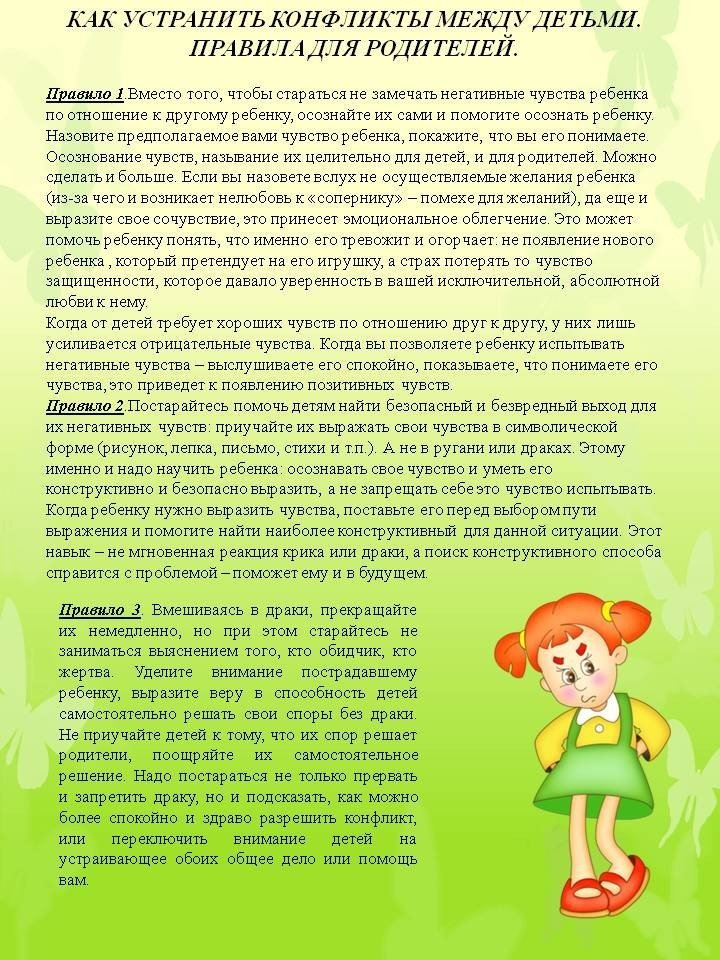 КАК УСТРАНИТЬ КОНФЛИКТЫ МЕЖДУ ДЕТЬМИ.
ПРАВИЛА ДЛЯ РОДИТЕЛЕЙ.
Правило 1.Вместо того, чтобы стараться не замечать негативные чувства ребенка
по отношение к другому ребенку, осознайте их сами и помогите осознать ребенку.
Назовите предполагаемое вами чувство ребенка, покажите, что вы его понимаете.
Осознование чувств, называние их целительно для детей, и для родителей. Можно
сделать и больше. Если вы назовете вслух не осуществляемые желания ребенка
(из-за чего и возникает нелюбовь к «сопернику» – помехе для желаний), да еще и
выразите свое сочувствие, это принесет эмоциональное облегчение. Это может
помочь ребенку понять, что именно его тревожит и огорчает: не появление нового
ребенка , который претендует на его игрушку, а страх потерять то чувство
защищенности, которое давало уверенность в вашей исключительной, абсолютной
любви к нему.
Когда от детей требует хороших чувств по отношению друг к другу, у них лишь
усиливается отрицательные чувства. Когда вы позволяете ребенку испытывать
негативные чувства – выслушиваете его спокойно, показываете, что понимаете его
чувства, это приведет к появлению позитивных чувств.
Правило 2.Постарайтесь помочь детям найти безопасный и безвредный выход для
их негативных чувств: приучайте их выражать свои чувства в символической
форме (рисунок, лепка, письмо, стихи и т.п.). А не в ругани или драках. Этому
именно и надо научить ребенка: осознавать свое чувство и уметь его
конструктивно и безопасно выразить, а не запрещать себе это чувство испытывать.
Когда ребенку нужно выразить чувства, поставьте его перед выбором пути
выражения и помогите найти наиболее конструктивный для данной ситуации. Этот
навык – не мгновенная реакция крика или драки, а поиск конструктивного способа
справится с проблемой – поможет ему и в будущем.
Правило 3. Вмешиваясь в драки, прекращайте
их немедленно, но при этом старайтесь не
заниматься выяснением того, кто обидчик, кто
жертва. Уделите внимание пострадавшему
ребенку, выразите веру в способность детей
самостоятельно решать свои споры без драки.
Не приучайте детей к тому, что их спор решает
родители, поощряйте их самостоятельное
решение. Надо постараться не только прервать
и запретить драку, но и подсказать, как можно
более спокойно и здраво разрешить конфликт,
или переключить внимание детей на
устраивающее обоих общее дело или помощь
вам.